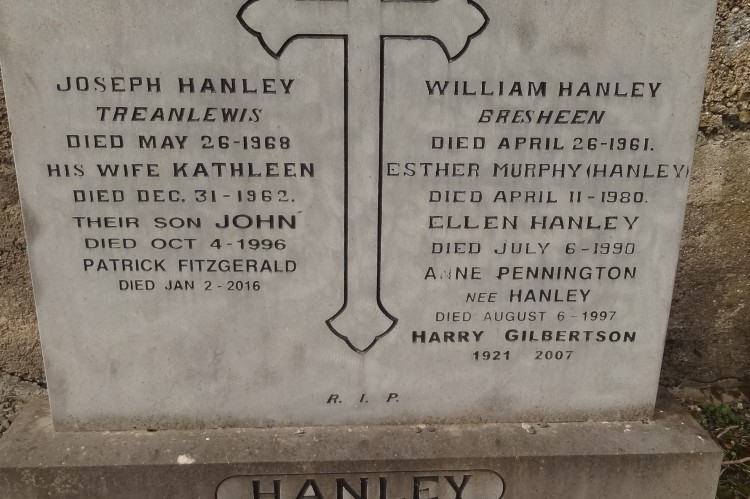 JOSEPH HANLEY
TREANLEWIS
DIED MAY 26-1968
HIS WIFE KATHLEEN
DIED DEC. 31-1962.
THEIR SON JOHN
DIED OCT 4-1996
PATRICK FITZGERALD
DIED JAN 2-2016
WILLIAM HANLEY
BRESHEEN
DIED APRIL 26-1961.
ESTHER MURPHY (HANLEY)
DIED APRIL 11-1980.
ELLEN HANLEY
DIED JULY 6-1990
ANNE PENNINGTON
NEE HANLEY
DIED AUGUST 6-1997
HARRY GILBERTSON
1921 2007
R. I. P.
HANLEY